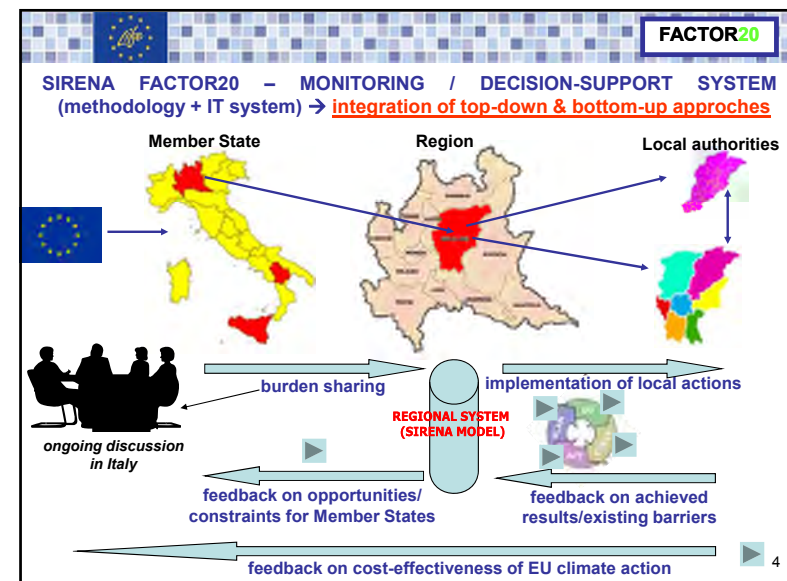 FACTOR20
SIRENA FACTOR20 – MONITORING / DECISION-SUPPORT SYSTEM
(methodology + IT system) → integration of top-down & bottom-up approches
Member State
Region
Local authorities
burden sharing
implementation of local actions
REGIONAL SYSTEM
(SIRENA MODEL)
ongoing discussion
in Italy
feedback on opportunities/
constraints for Member States
feedback on achieved
results/existing barriers
feedback on cost-effectiveness of EU climate action
4